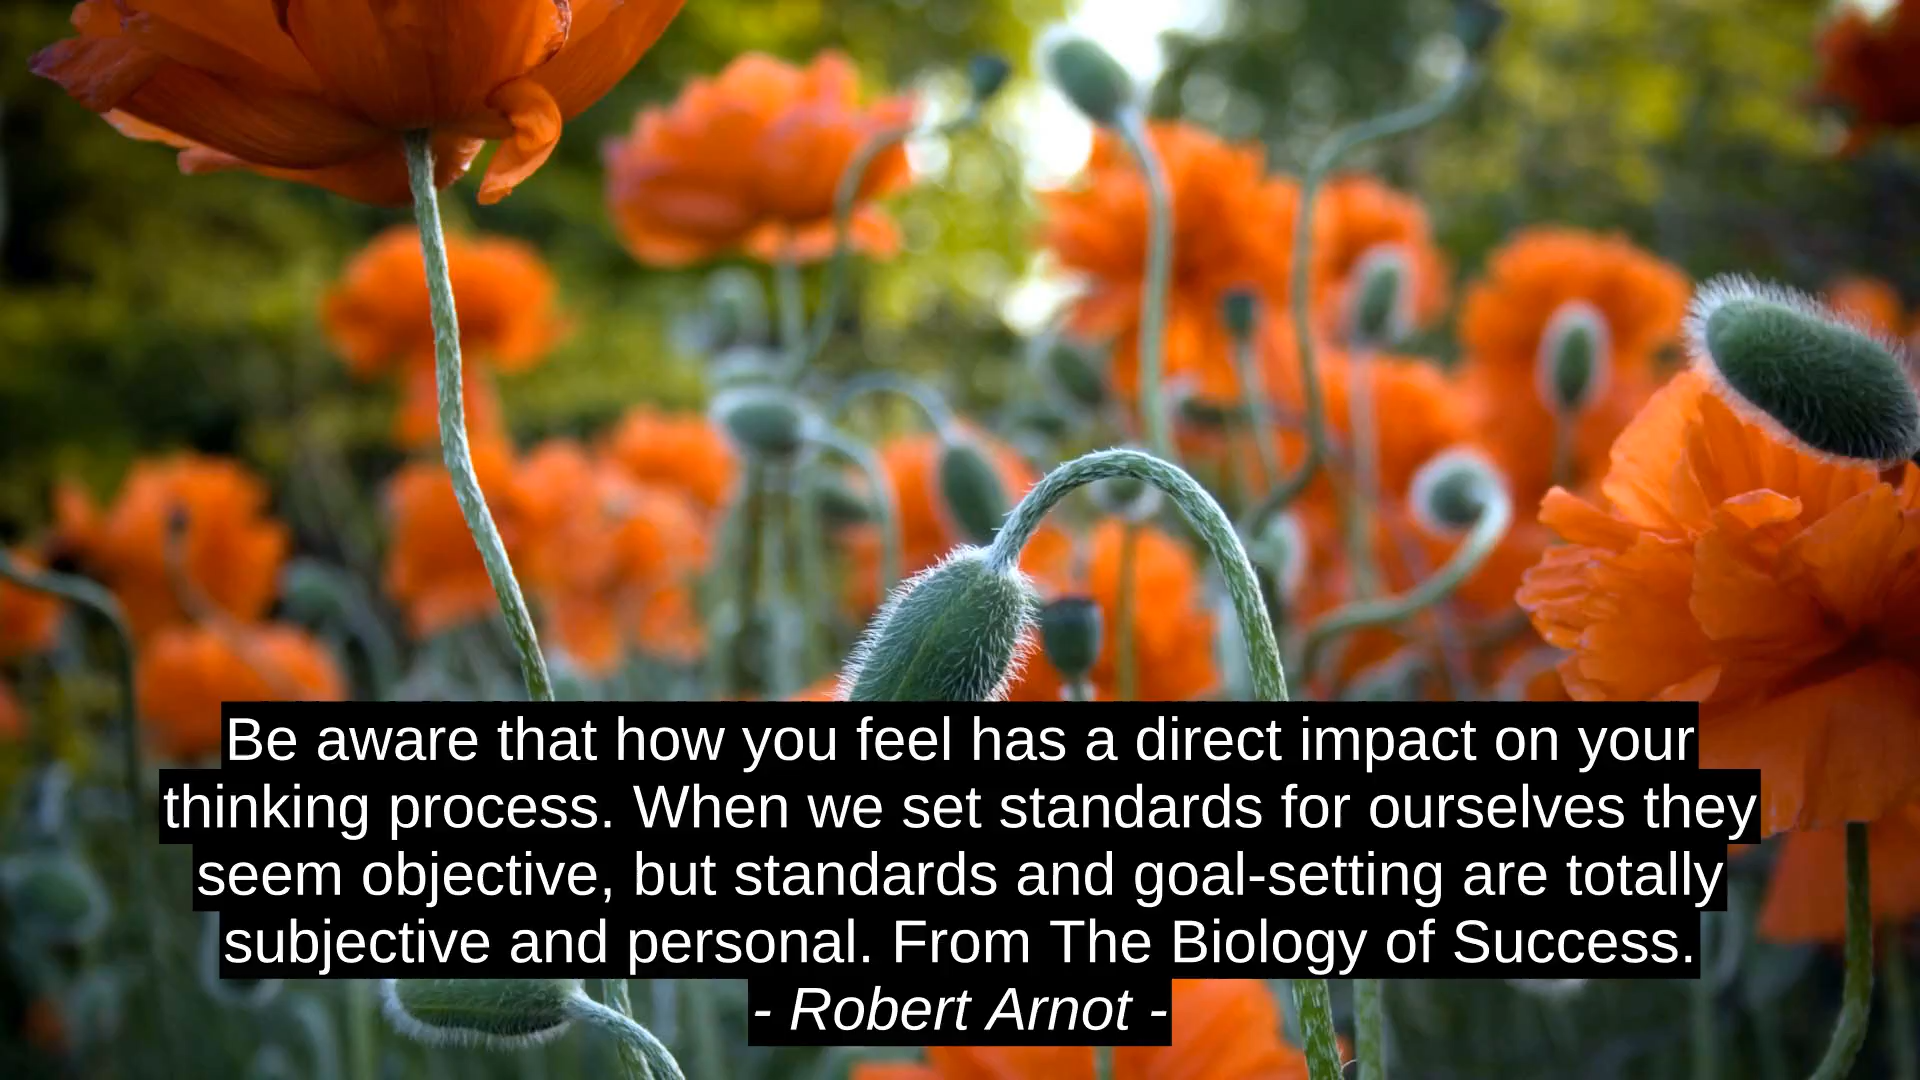 Be aware that how you feel has a direct impact on your
thinking process. When we set standards for ourselves they
seem objective, but standards and goal-setting are totally
subjective and personal. From The Biology of Success.
- Robert Arnot -